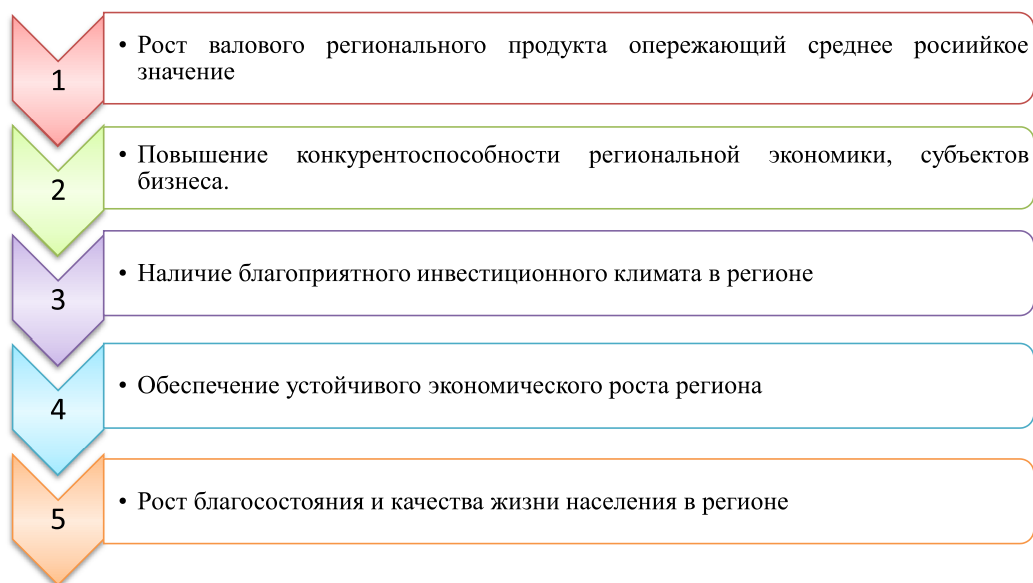 1
• Рост валового регионального продукта опережающий среднее росиийкое
значение
2
• Повышение конкурентоспособности региональной экономики, субъектов
бизнеса.
3
• Наличие благоприятного инвестиционного климата в регионе
4
• Обеспечение устойчивого экономического роста региона
5
• Рост благосостояния и качества жизни населения в регионе